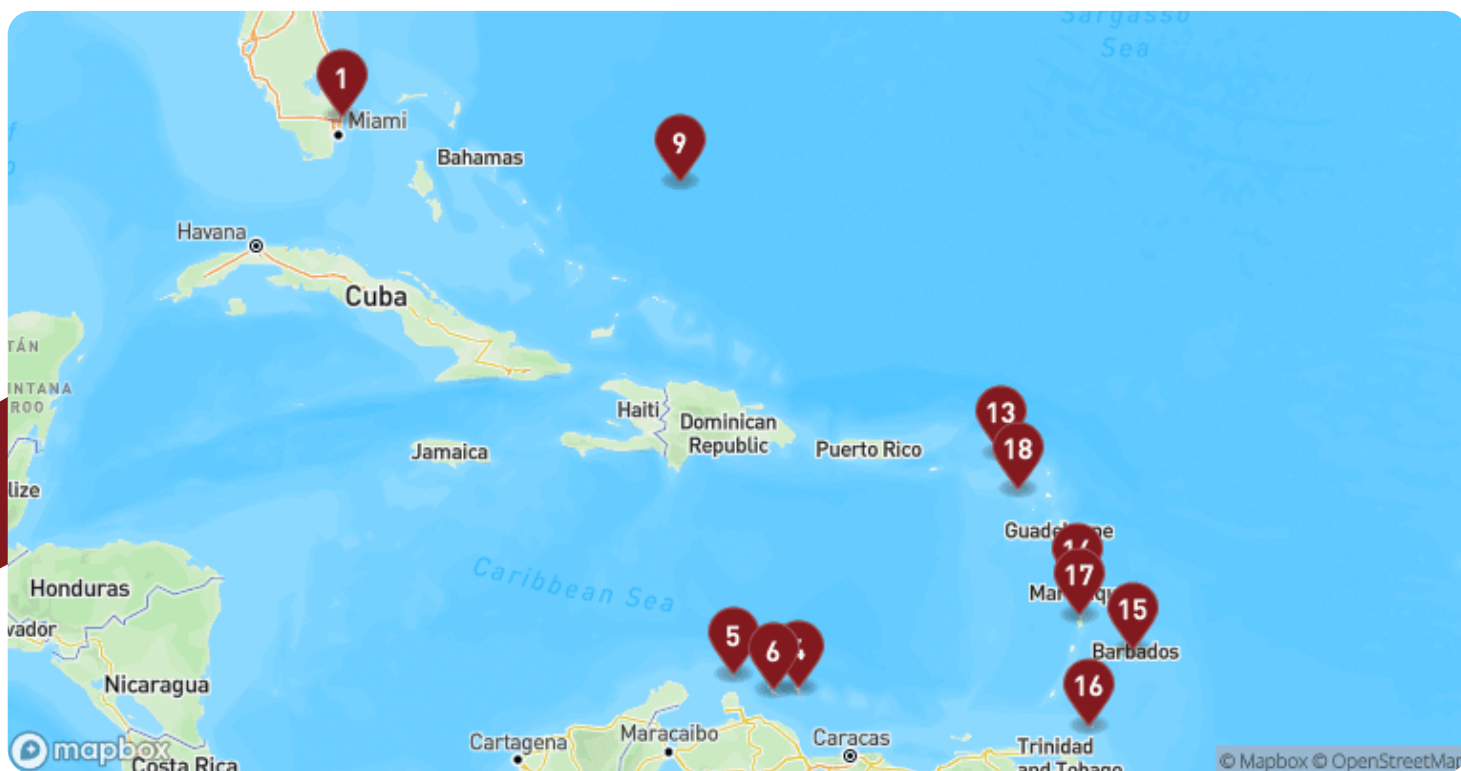 Sargasso
Sea
1
Miami
9
Bahamas
Havana
Cuba
TÁN
INTANA
ROO
13
Haiti
Dominican
Republic
18
Jamaica
Puerto Rico
lize
Caribbean Sea
Honduras
17
15
5
6
vador
Barbados
Nicaragua
16
Cartagena
Maracaibo
Caracas
Trinidad
and Tobago
mapbox
Costa Rica
© Mapbox © OpenStreetMap